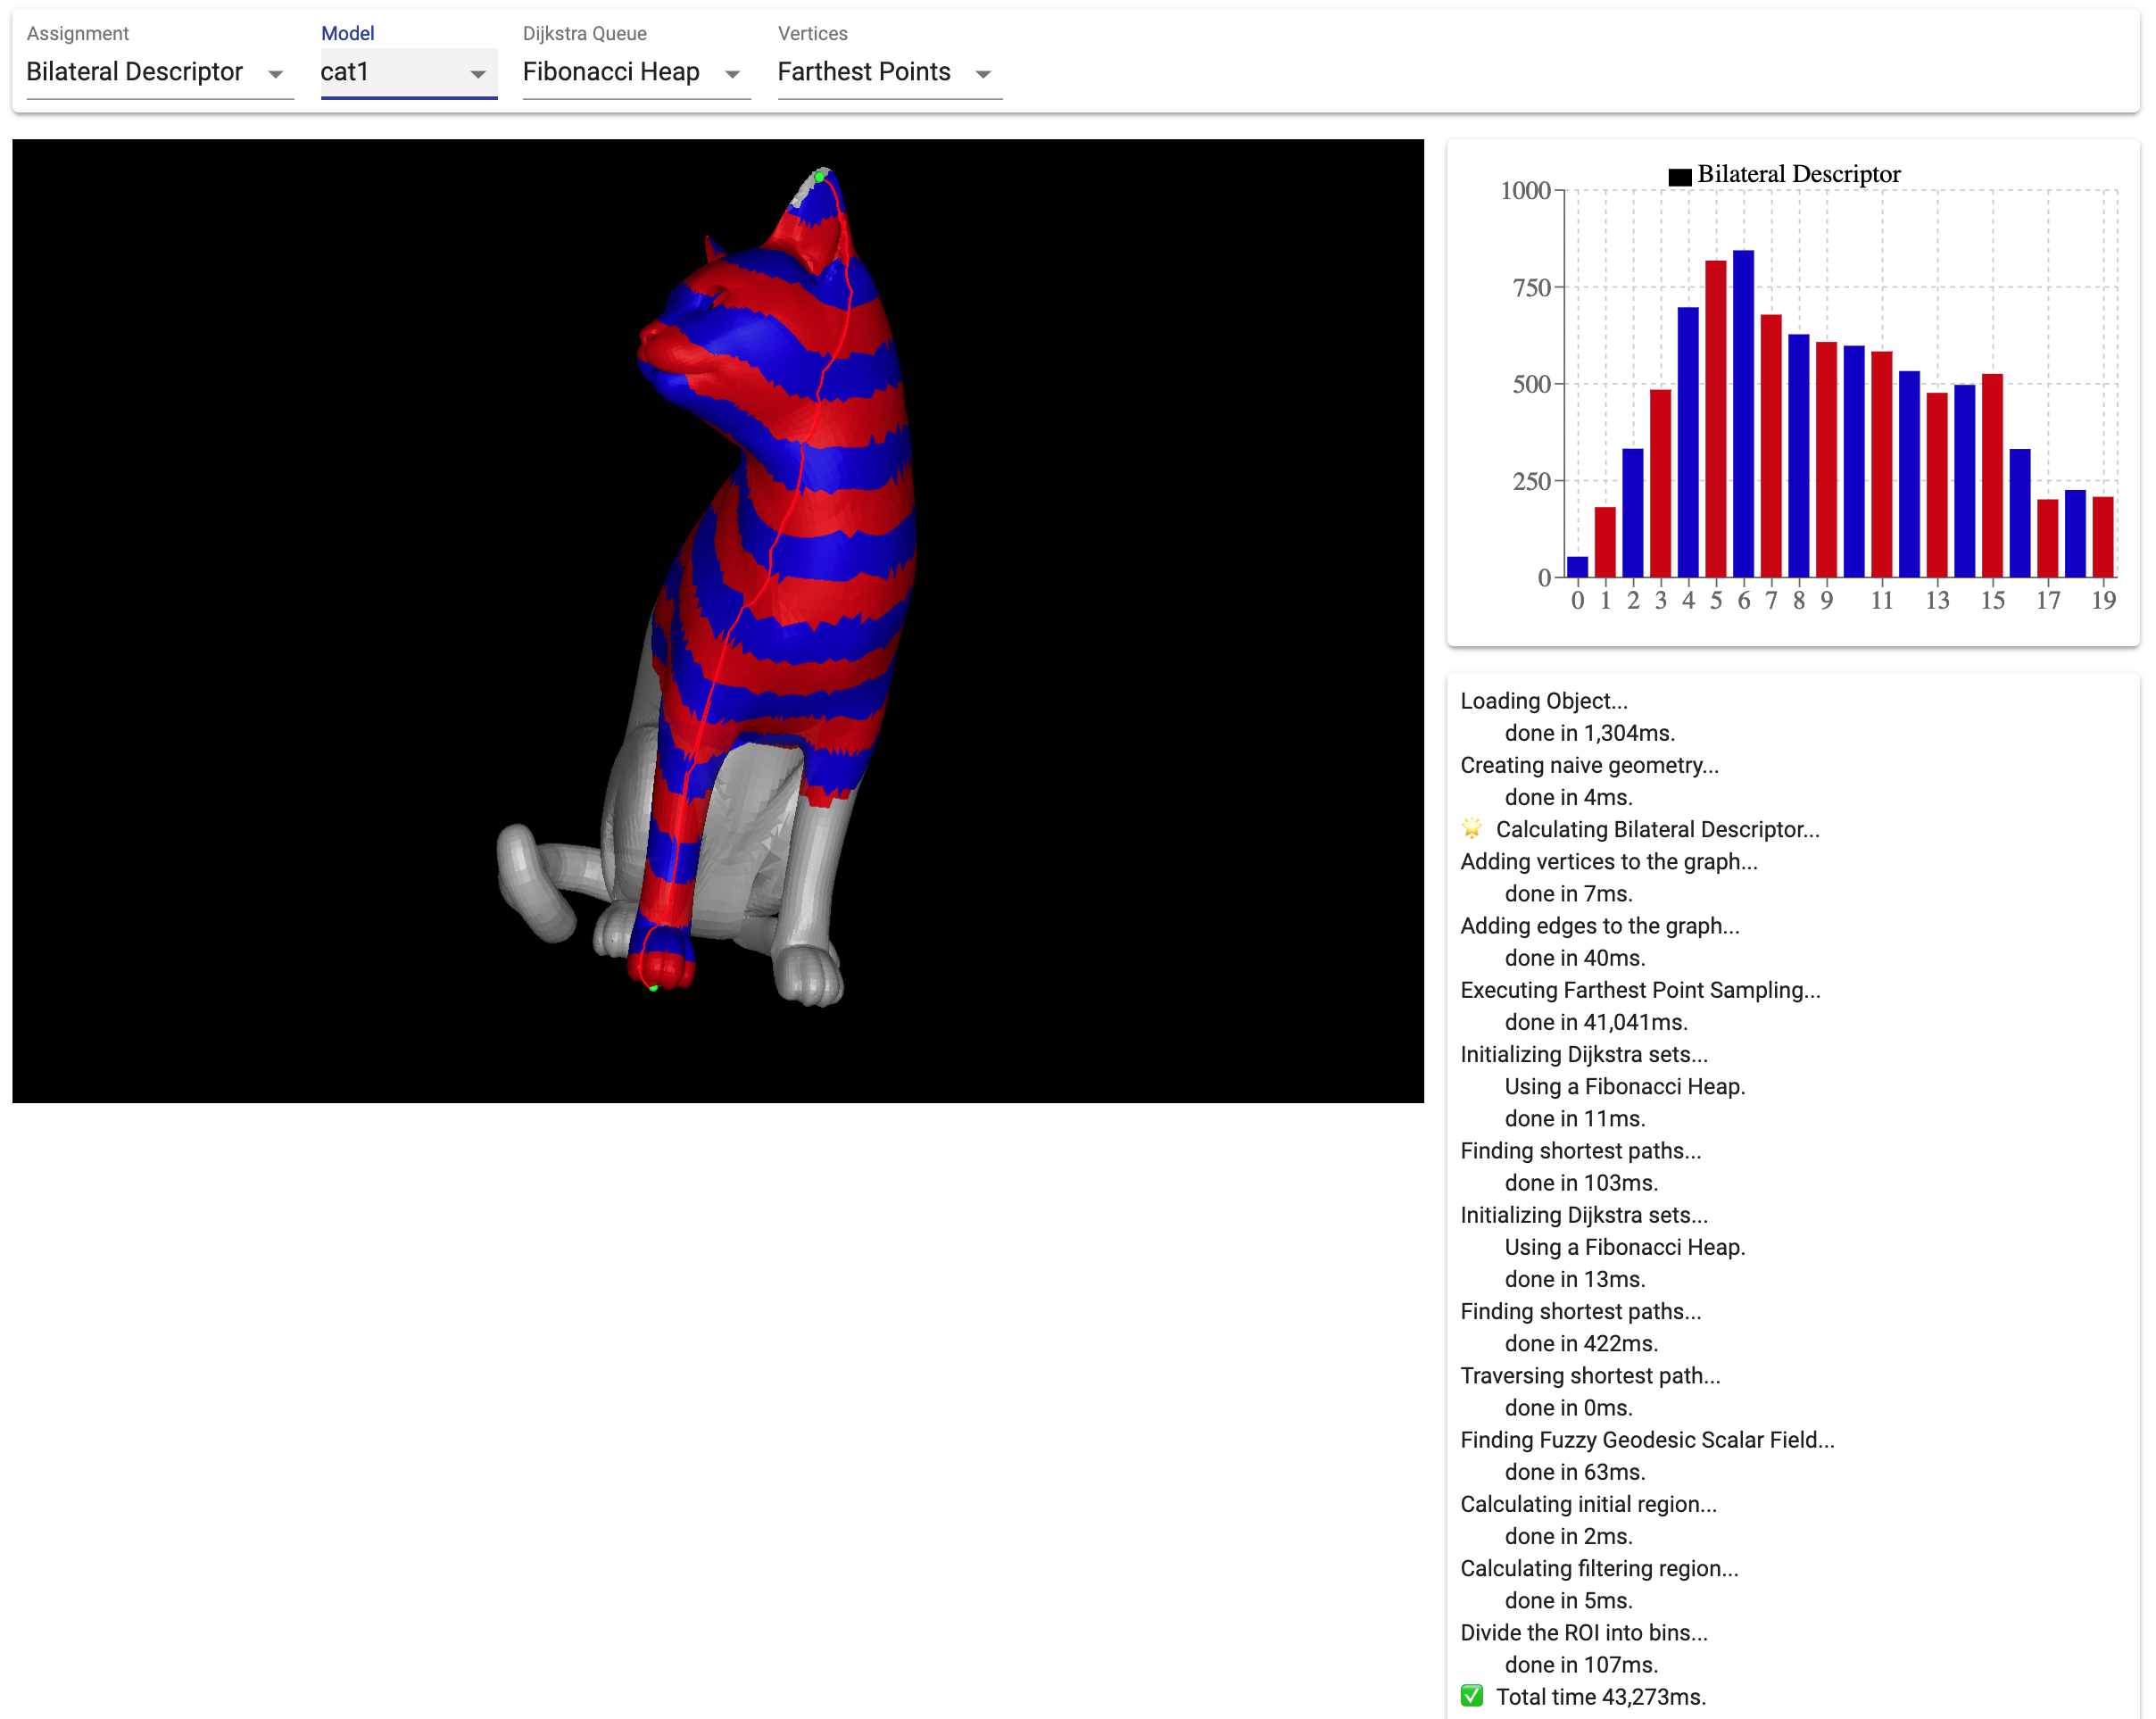 Assignment Model Dijkstra Queue Vertices
Bilateral Descriptor cat1 Fibonacci Heap Farthest Points
Bilateral Descriptor
1000
750
500
250
0
0 1 2 3 4 5 6 7 8 9 11 13 15 17 19
Loading Object...
done in 1,304ms.
Creating naive geometry...
done in 4ms.
🌟 Calculating Bilateral Descriptor...
Adding vertices to the graph...
done in 7ms.
Adding edges to the graph...
done in 40ms.
Executing Farthest Point Sampling...
done in 41,041ms.
Initializing Dijkstra sets...
Using a Fibonacci Heap.
done in 11ms.
Finding shortest paths...
done in 103ms.
Initializing Dijkstra sets...
Using a Fibonacci Heap.
done in 13ms.
Finding shortest paths...
done in 422ms.
Traversing shortest path...
done in 0ms.
Finding Fuzzy Geodesic Scalar Field...
done in 63ms.
Calculating initial region...
done in 2ms.
Calculating filtering region...
done in 5ms.
Divide the ROI into bins...
done in 107ms.
✅ Total time 43,273ms.